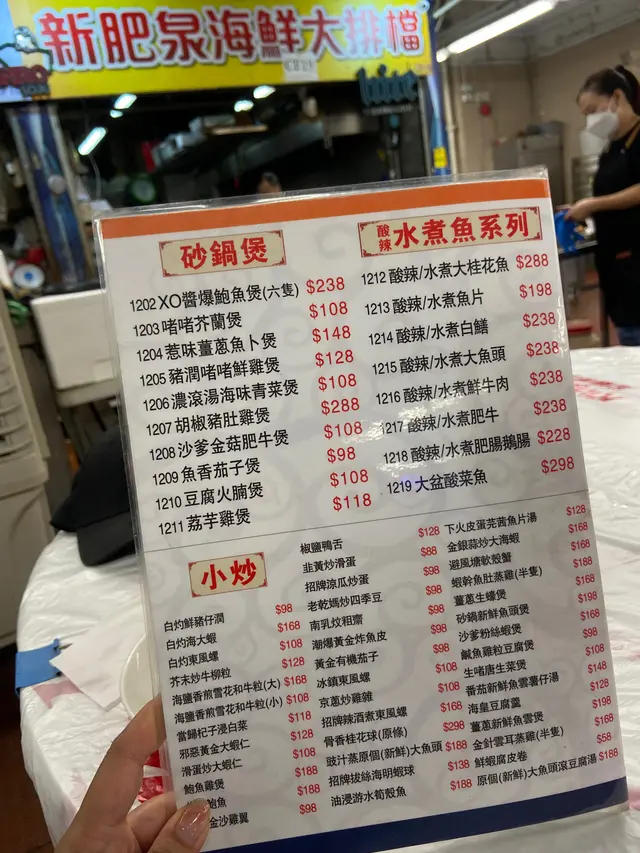 新肥泉海鮮大排檔
砂鍋煲
1202 XO醬爆鮑魚煲(六隻) $238
1203 啫啫芥蘭煲 $108
1204 惹味薑蔥魚卜煲 $148
1205 豬潤啫啫鮮雞煲 $128
1206 濃滾湯海味青菜煲 $108
1207 胡椒豬肚雞煲 $288
1208 沙爹金菇肥牛煲 $108
1209 魚香茄子煲 $98
1210 豆腐火腩煲 $108
1211 荔芋雞煲 $118
酸辣水煮魚系列
1212 酸辣/水煮大桂花魚 $288
1213 酸辣/水煮魚片 $198
1214 酸辣/水煮白鱔 $238
1215 酸辣/水煮大魚頭 $238
1216 酸辣/水煮鮮牛肉 $238
1217 酸辣/水煮肥牛 $238
1218 酸辣/水煮肥腸鵝腸 $228
1219 大盆酸菜魚 $298
小炒
白灼鮮豬仔潤 $98
白灼海大蝦 $168
白灼東風螺 $108
芥末炒牛柳粒 $128
海鹽香煎雪花和牛粒(大) $168
海鹽香煎雪花和牛粒(小) $108
當歸杞子浸白菜 $118
邪惡黃金大蝦仁 $128
滑蛋炒大蝦仁 $108
鮑魚雞煲 $188
鮑魚 $188
金沙雞翼 $98
椒鹽鴨舌 $128
韭黃炒滑蛋 $88
招牌涼瓜炒蛋 $98
老乾媽炒四季豆 $98
南乳炆粗齋 $98
潮爆黃金炸魚皮 $98
黃金有機茄子 $98
冰鎮東風螺 $108
京蔥炒雞雜 $108
招牌辣酒煮東風螺 $108
骨香桂花球(原條) $298
豉汁蒸原個(新鮮)大魚頭 $188
招牌拔絲海明蝦球 $138
油浸游水筍殼魚 $188
下火皮蛋芫茜魚片湯 $128
金銀蒜炒大海蝦 $168
避風塘軟殼蟹 $168
蝦幹魚肚蒸雞(半隻) $188
薑蔥生蠔煲 $168
砂鍋新鮮魚頭煲 $198
沙爹粉絲蝦煲 $168
鹹魚雞粒豆腐煲 $168
生啫唐生菜煲 $108
番茄新鮮魚雲薯仔湯 $148
海皇豆腐羹 $128
薑蔥新鮮魚雲煲 $198
金針雲耳蒸雞(半隻) $168
鮮蝦腐皮卷 $58
原個(新鮮)大魚頭滾豆腐湯 $188